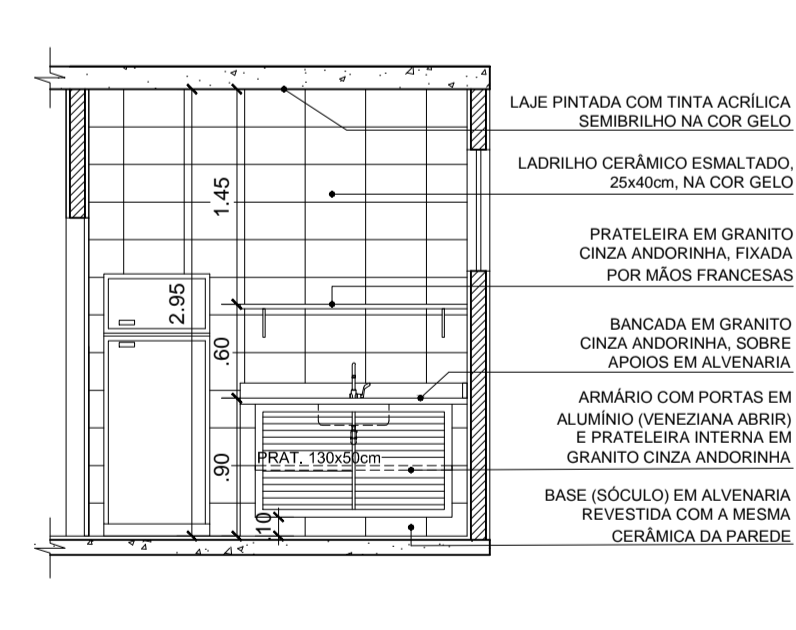 LAJE PINTADA COM TINTA ACRÍLICA
SEMIBRILHO NA COR GELO
LADRILHO CERÂMICO ESMALTADO,
25x40cm, NA COR GELO
PRATELEIRA EM GRANITO
CINZA ANDORINHA, FIXADA
POR MÃOS FRANCESAS
BANCADA EM GRANITO
CINZA ANDORINHA, SOBRE
APOIOS EM ALVENARIA
ARMÁRIO COM PORTAS EM
ALUMÍNIO (VENEZIANA ABRIR)
E PRATELEIRA INTERNA EM
GRANITO CINZA ANDORINHA
BASE (SÓCULO) EM ALVENARIA
REVESTIDA COM A MESMA
CERÂMICA DA PAREDE
1.45
2.95
.60
.90
.10
PRAT. 130x50cm